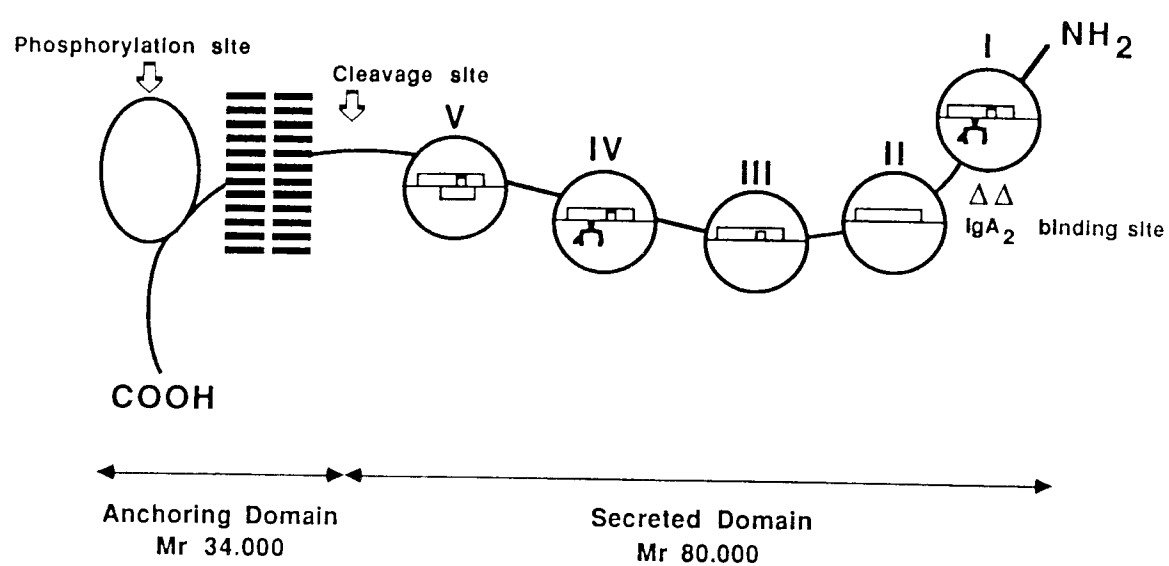 Phosphorylation site
Cleavage site
V
IV
III
II
I
NH2
IgA2 binding site
COOH
Anchoring Domain
Mr 34.000
Secreted Domain
Mr 80.000